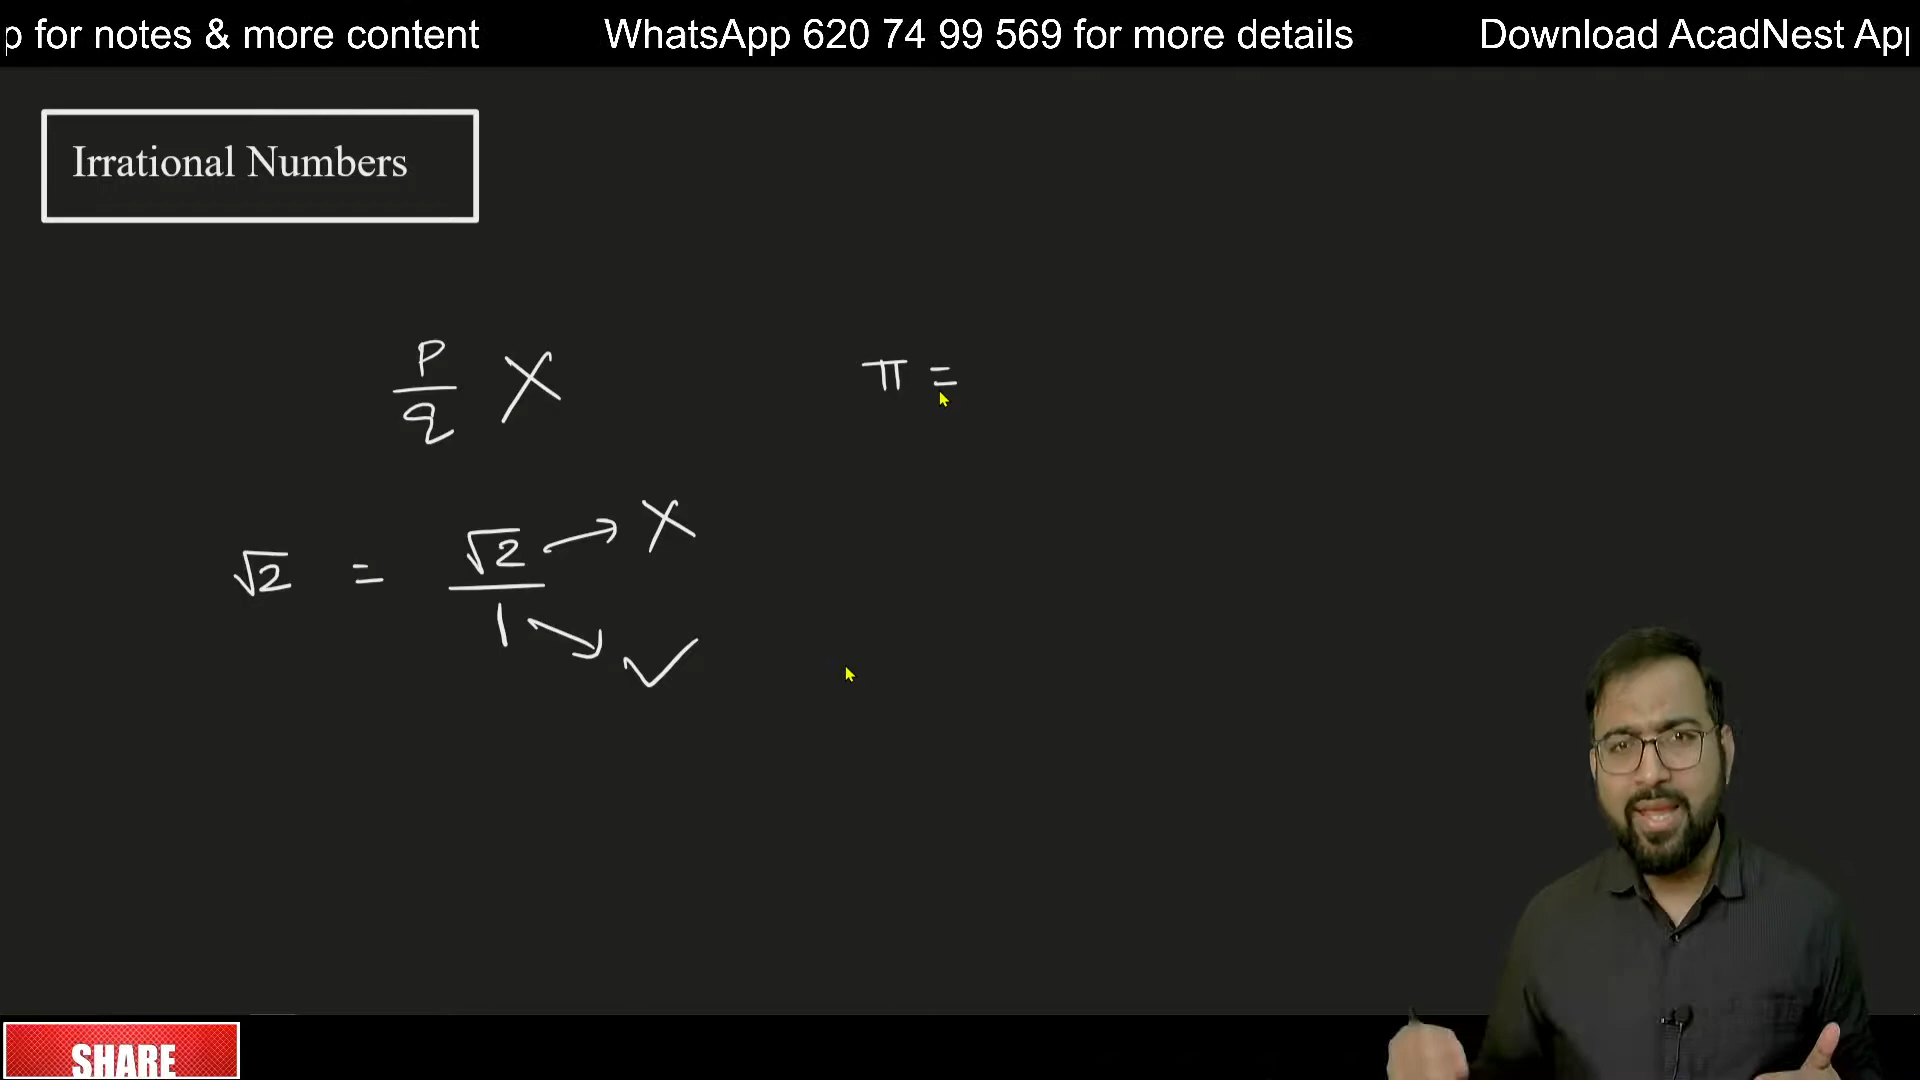 p for notes & more content WhatsApp 620 74 99 569 for more details Download AcadNest App
Irrational Numbers
p/q X
π =
√2 = √2/1 → X
→ ✓
SHARE